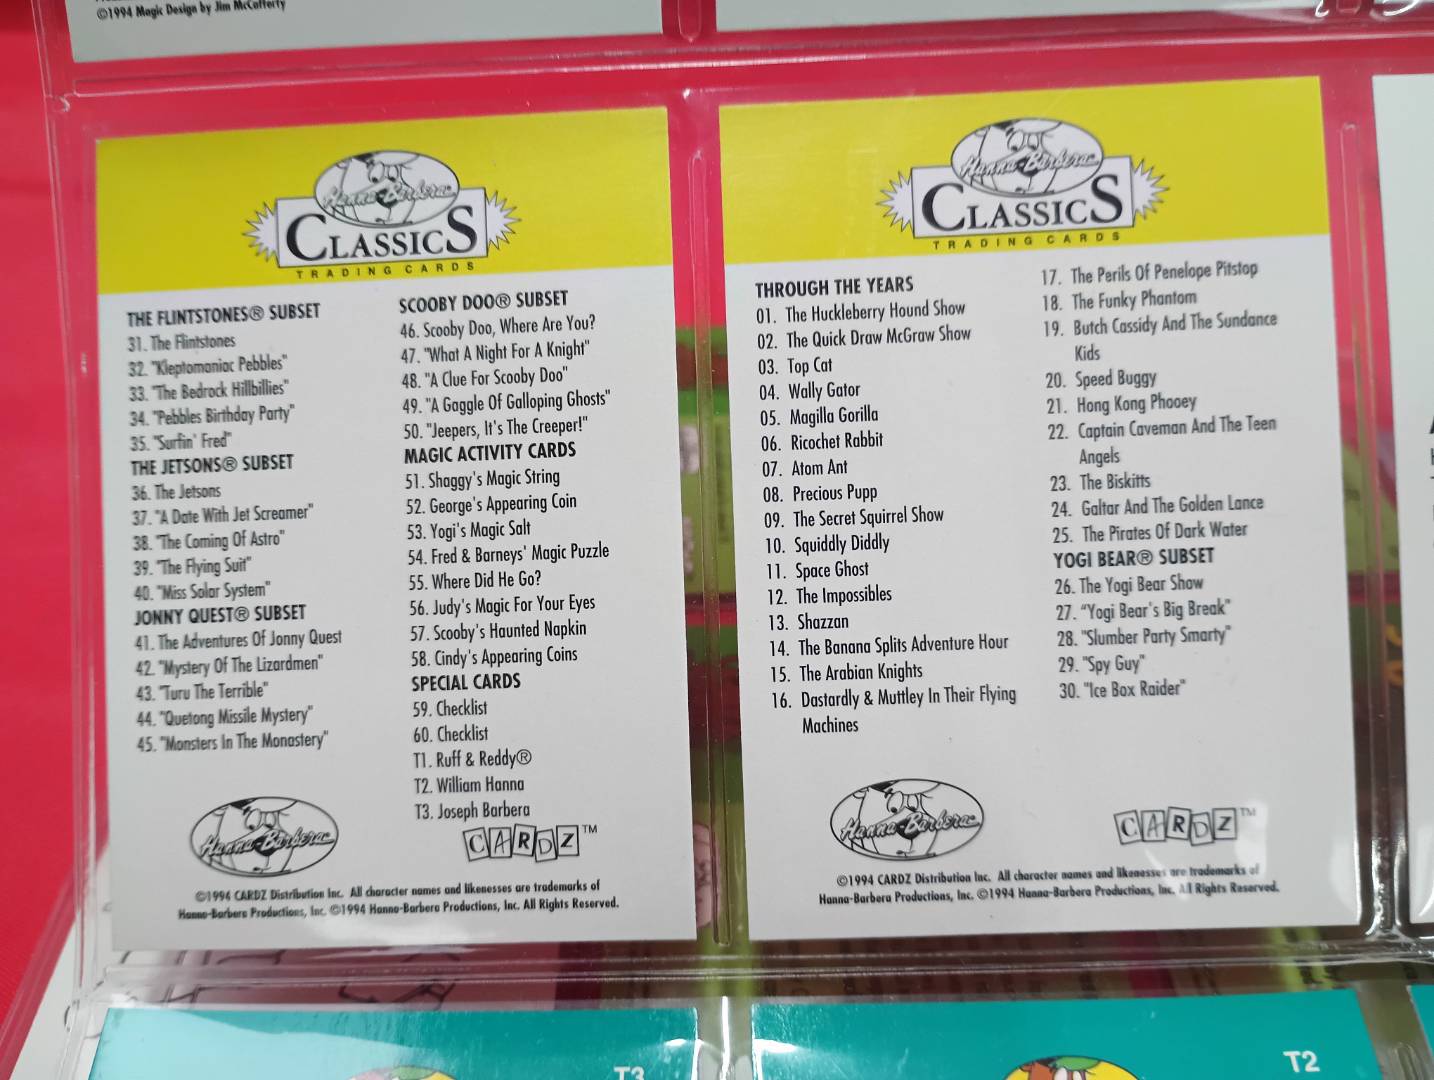 ©1994 Magic Design by Jim McCafferty
Hanna-Barbera
CLASSICS
TRADING CARDS
THE FLINTSTONES® SUBSET
31. The Flintstones
32. "Kleptomaniac Pebbles"
33. "The Bedrock Hillbillies"
34. "Pebbles Birthday Party"
35. "Surfin' Fred"
THE JETSONS® SUBSET
36. The Jetsons
37. "A Date With Jet Screamer"
38. "The Coming Of Astro"
39. "The Flying Suit"
40. "Miss Solar System"
JONNY QUEST® SUBSET
41. The Adventures Of Jonny Quest
42. "Mystery Of The Lizardmen"
43. "Turu The Terrible"
44. "Quetong Missile Mystery"
45. "Monsters In The Monastery"
SCOOBY DOO® SUBSET
46. Scooby Doo, Where Are You?
47. "What A Night For A Knight"
48. "A Clue For Scooby Doo"
49. "A Gaggle Of Galloping Ghosts"
50. "Jeepers, It's The Creeper!"
MAGIC ACTIVITY CARDS
51. Shaggy's Magic String
52. George's Appearing Coin
53. Yogi's Magic Salt
54. Fred & Barneys' Magic Puzzle
55. Where Did He Go?
56. Judy's Magic For Your Eyes
57. Scooby's Haunted Napkin
58. Cindy's Appearing Coins
SPECIAL CARDS
59. Checklist
60. Checklist
T1. Ruff & Reddy®
T2. William Hanna
T3. Joseph Barbera
Hanna-Barbera
CARDZ™
©1994 CARDZ Distribution Inc. All character names and likenesses are trademarks of
Hanna-Barbera Productions, Inc. ©1994 Hanna-Barbera Productions, Inc. All Rights Reserved.
Hanna-Barbera
CLASSICS
TRADING CARDS
THROUGH THE YEARS
01. The Huckleberry Hound Show
02. The Quick Draw McGraw Show
03. Top Cat
04. Wally Gator
05. Magilla Gorilla
06. Ricochet Rabbit
07. Atom Ant
08. Precious Pupp
09. The Secret Squirrel Show
10. Squiddly Diddly
11. Space Ghost
12. The Impossibles
13. Shazzan
14. The Banana Splits Adventure Hour
15. The Arabian Knights
16. Dastardly & Muttley In Their Flying
Machines
17. The Perils Of Penelope Pitstop
18. The Funky Phantom
19. Butch Cassidy And The Sundance
Kids
20. Speed Buggy
21. Hong Kong Phooey
22. Captain Caveman And The Teen
Angels
23. The Biskitts
24. Galtar And The Golden Lance
25. The Pirates Of Dark Water
YOGI BEAR® SUBSET
26. The Yogi Bear Show
27. "Yogi Bear's Big Break"
28. "Slumber Party Smarty"
29. "Spy Guy"
30. "Ice Box Raider"
Hanna-Barbera
CARDZ™
©1994 CARDZ Distribution Inc. All character names and likenesses are trademarks of
Hanna-Barbera Productions, Inc. ©1994 Hanna-Barbera Productions, Inc. All Rights Reserved.
T3
T2